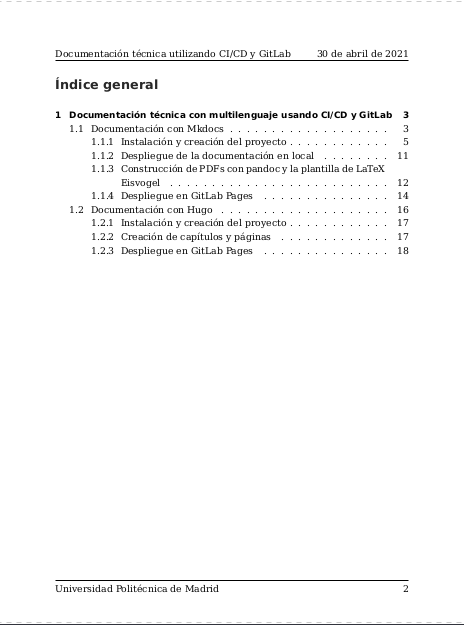 Documentación técnica utilizando CI/CD y GitLab 30 de abril de 2021
Índice general
1 Documentación técnica con multilenguaje usando CI/CD y GitLab 3
1.1 Documentación con Mkdocs . . . . . . . . . . . . . . . . . . 3
1.1.1 Instalación y creación del proyecto . . . . . . . . . . . . 5
1.1.2 Despliegue de la documentación en local . . . . . . . . 11
1.1.3 Construcción de PDFs con pandoc y la plantilla de LaTeX
Eisvogel . . . . . . . . . . . . . . . . . . . . . . . . 12
1.1.4 Despliegue en GitLab Pages . . . . . . . . . . . . . . . 14
1.2 Documentación con Hugo . . . . . . . . . . . . . . . . . . . 16
1.2.1 Instalación y creación del proyecto . . . . . . . . . . . . 17
1.2.2 Creación de capítulos y páginas . . . . . . . . . . . . . 17
1.2.3 Despliegue en GitLab Pages . . . . . . . . . . . . . . . 18
Universidad Politécnica de Madrid 2